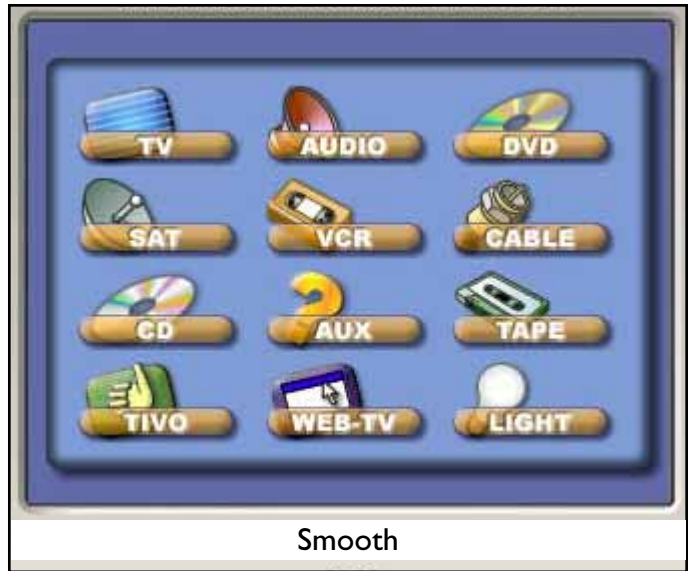 TV AUDIO DVD
SAT VCR CABLE
CD AUX TAPE
TIVO WEB-TV LIGHT
Smooth